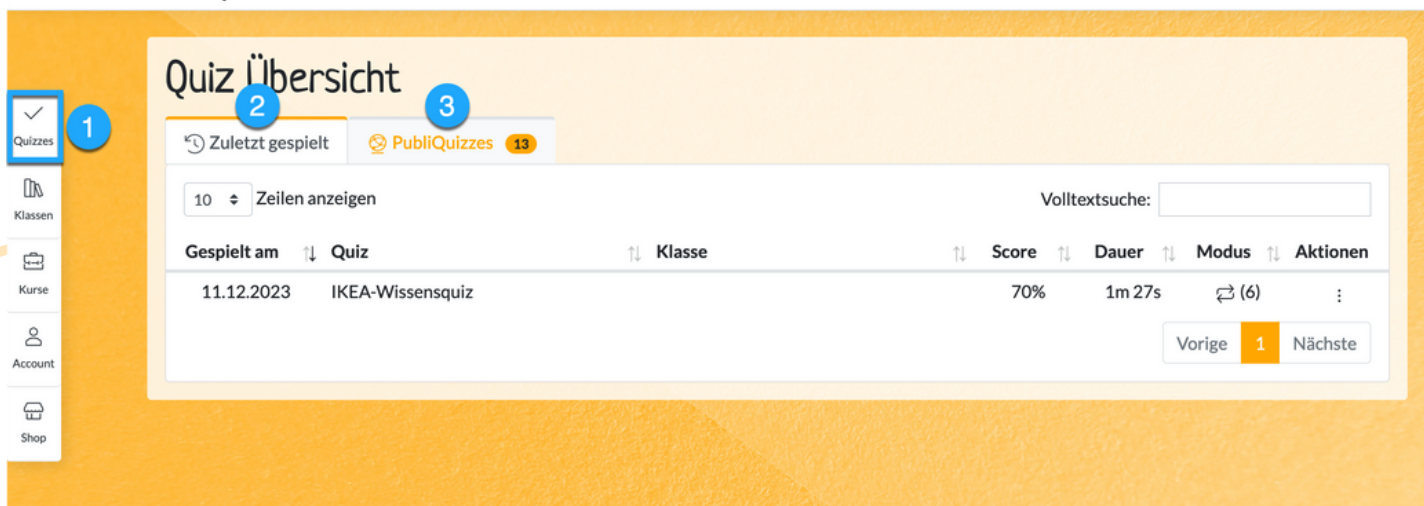 Quiz Übersicht
1
2
3
Quizzes
Klassen
Kurse
Account
Shop
Zuletzt gespielt
PubliQuizzes 13
10 Zeilen anzeigen
Volltextsuche:
Gespielt am Quiz Klasse Score Dauer Modus Aktionen
11.12.2023 IKEA-Wissensquiz 70% 1m 27s (6)
Vorige 1 Nächste